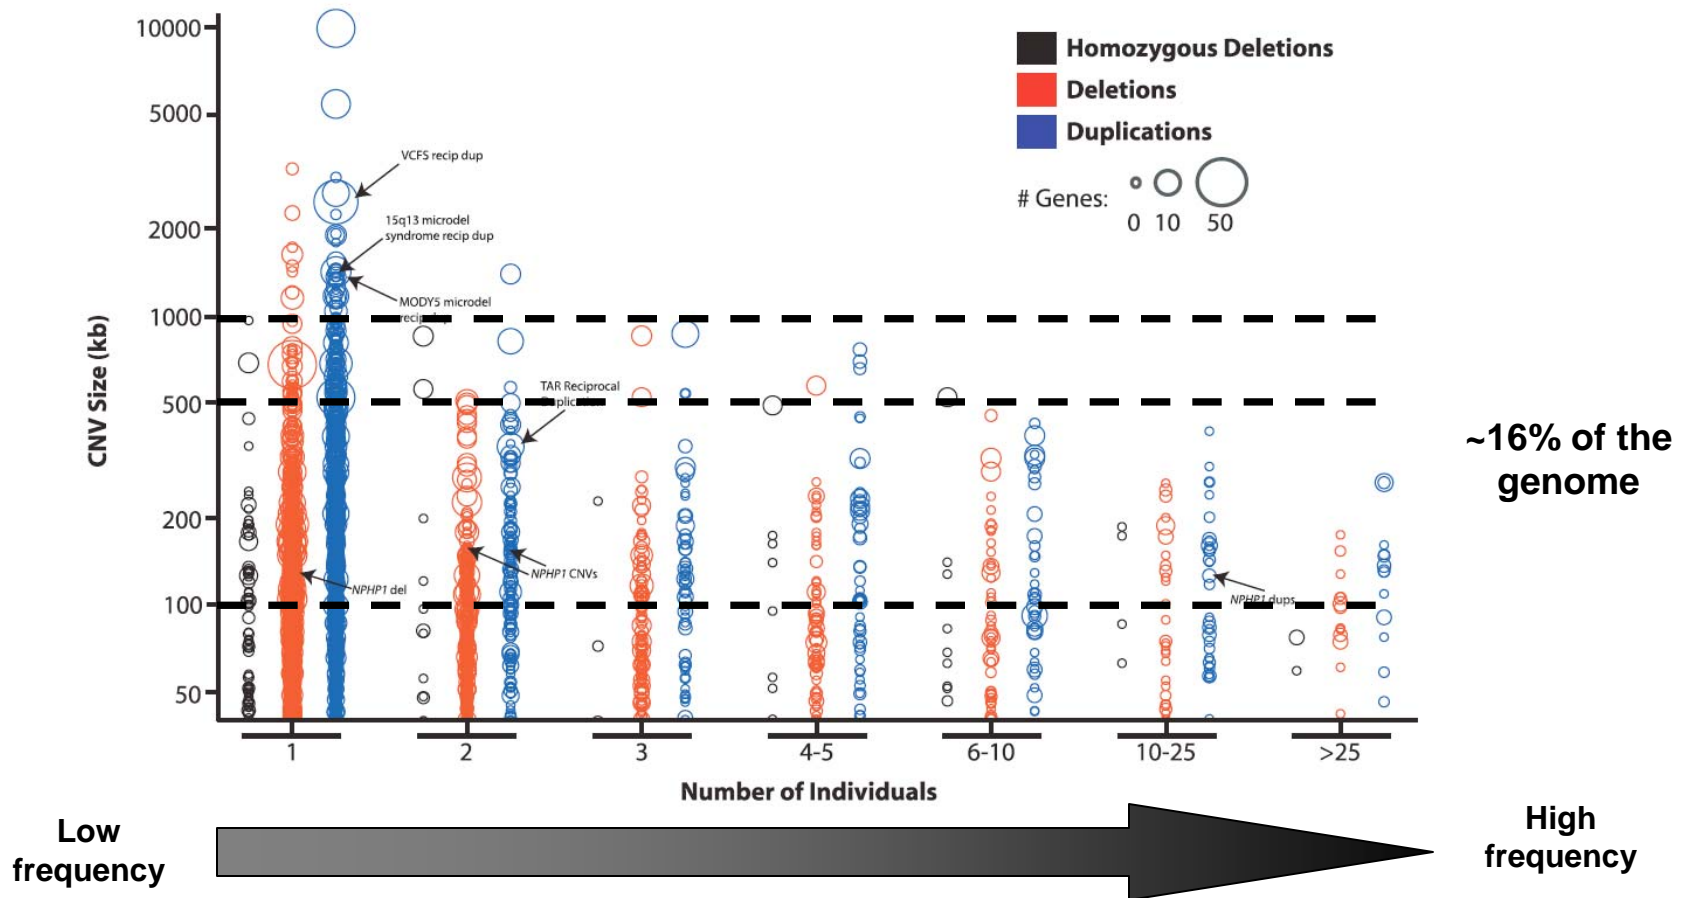 10000
5000
2000
1000
500
200
100
50
CNV Size (kb)
Homozygous Deletions
Deletions
Duplications
# Genes:
0 10 50
VCFS recip dup
15q13 microdel
syndrome recip dup
MODY5 microdel
recip dup
TAR Reciprocal
Duplication
NPHP1 del
NPHP1 CNVs
NPHP1 dups
~16% of the
genome
1 2 3 4-5 6-10 10-25 >25
Number of Individuals
Low
frequency
High
frequency